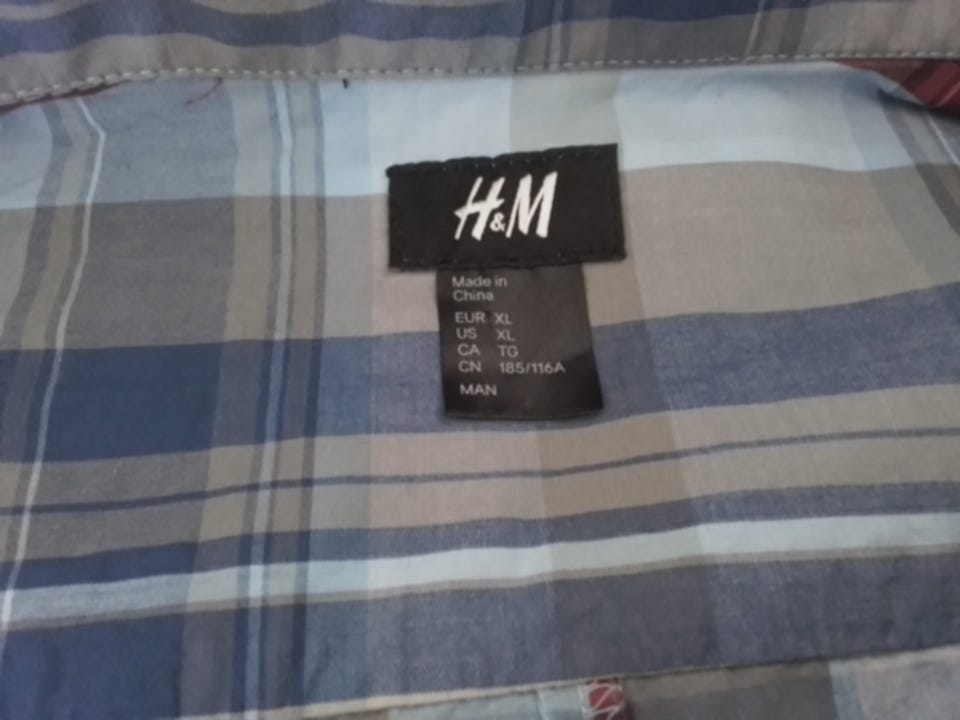 H&M
Made in
China
EUR XL
US XL
CA TG
CN 185/116A
MAN